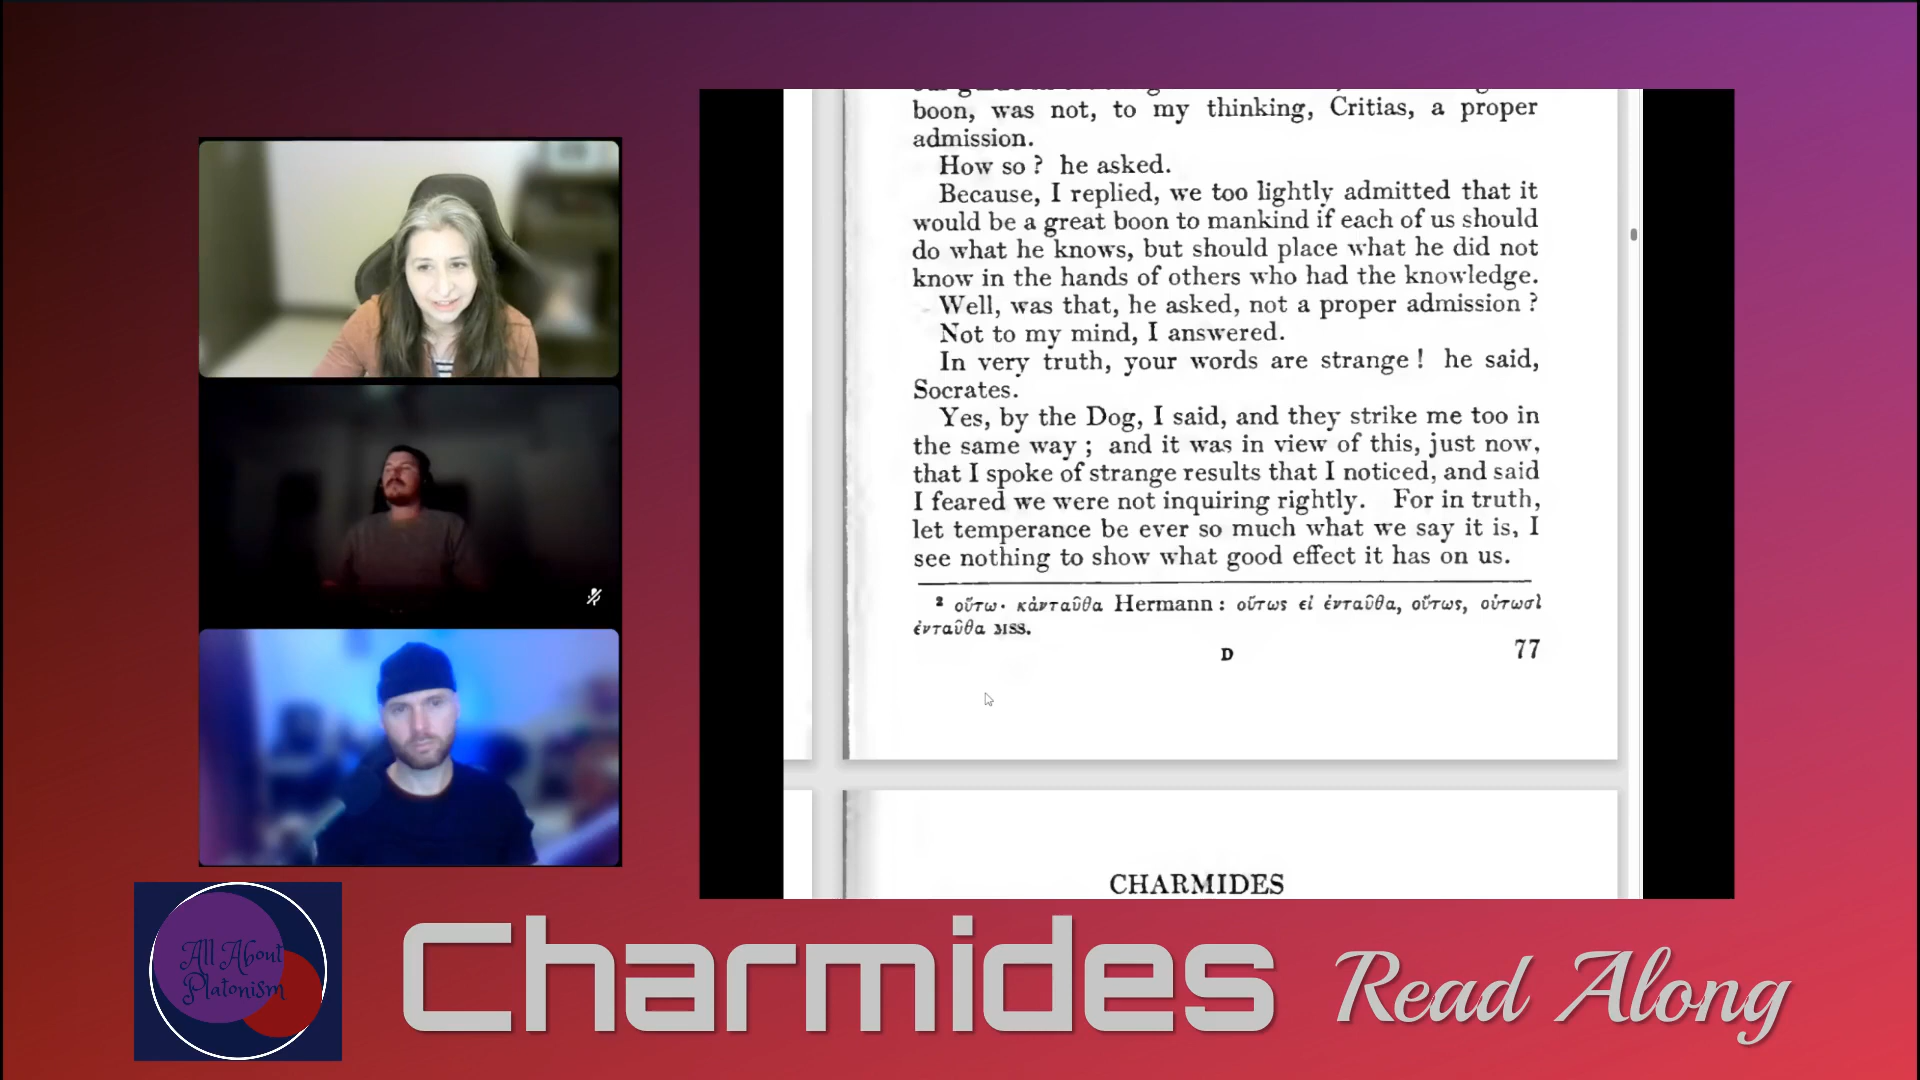 boon, was not, to my thinking, Critias, a proper
admission.
How so ? he asked.
Because, I replied, we too lightly admitted that it
would be a great boon to mankind if each of us should
do what he knows, but should place what he did not
know in the hands of others who had the knowledge.
Well, was that, he asked, not a proper admission ?
Not to my mind, I answered.
In very truth, your words are strange ! he said,
Socrates.
Yes, by the Dog, I said, and they strike me too in
the same way ; and it was in view of this, just now,
that I spoke of strange results that I noticed, and said
I feared we were not inquiring rightly. For in truth,
let temperance be ever so much what we say it is, I
see nothing to show what good effect it has on us.
² οὕτω· κἀνταῦθα Hermann : οὕτως εἰ ἐνταῦθα, οὕτως, οὑτωσὶ
ἐνταῦθα MSS.
D 77
CHARMIDES
All About
Platonism
Charmides Read Along